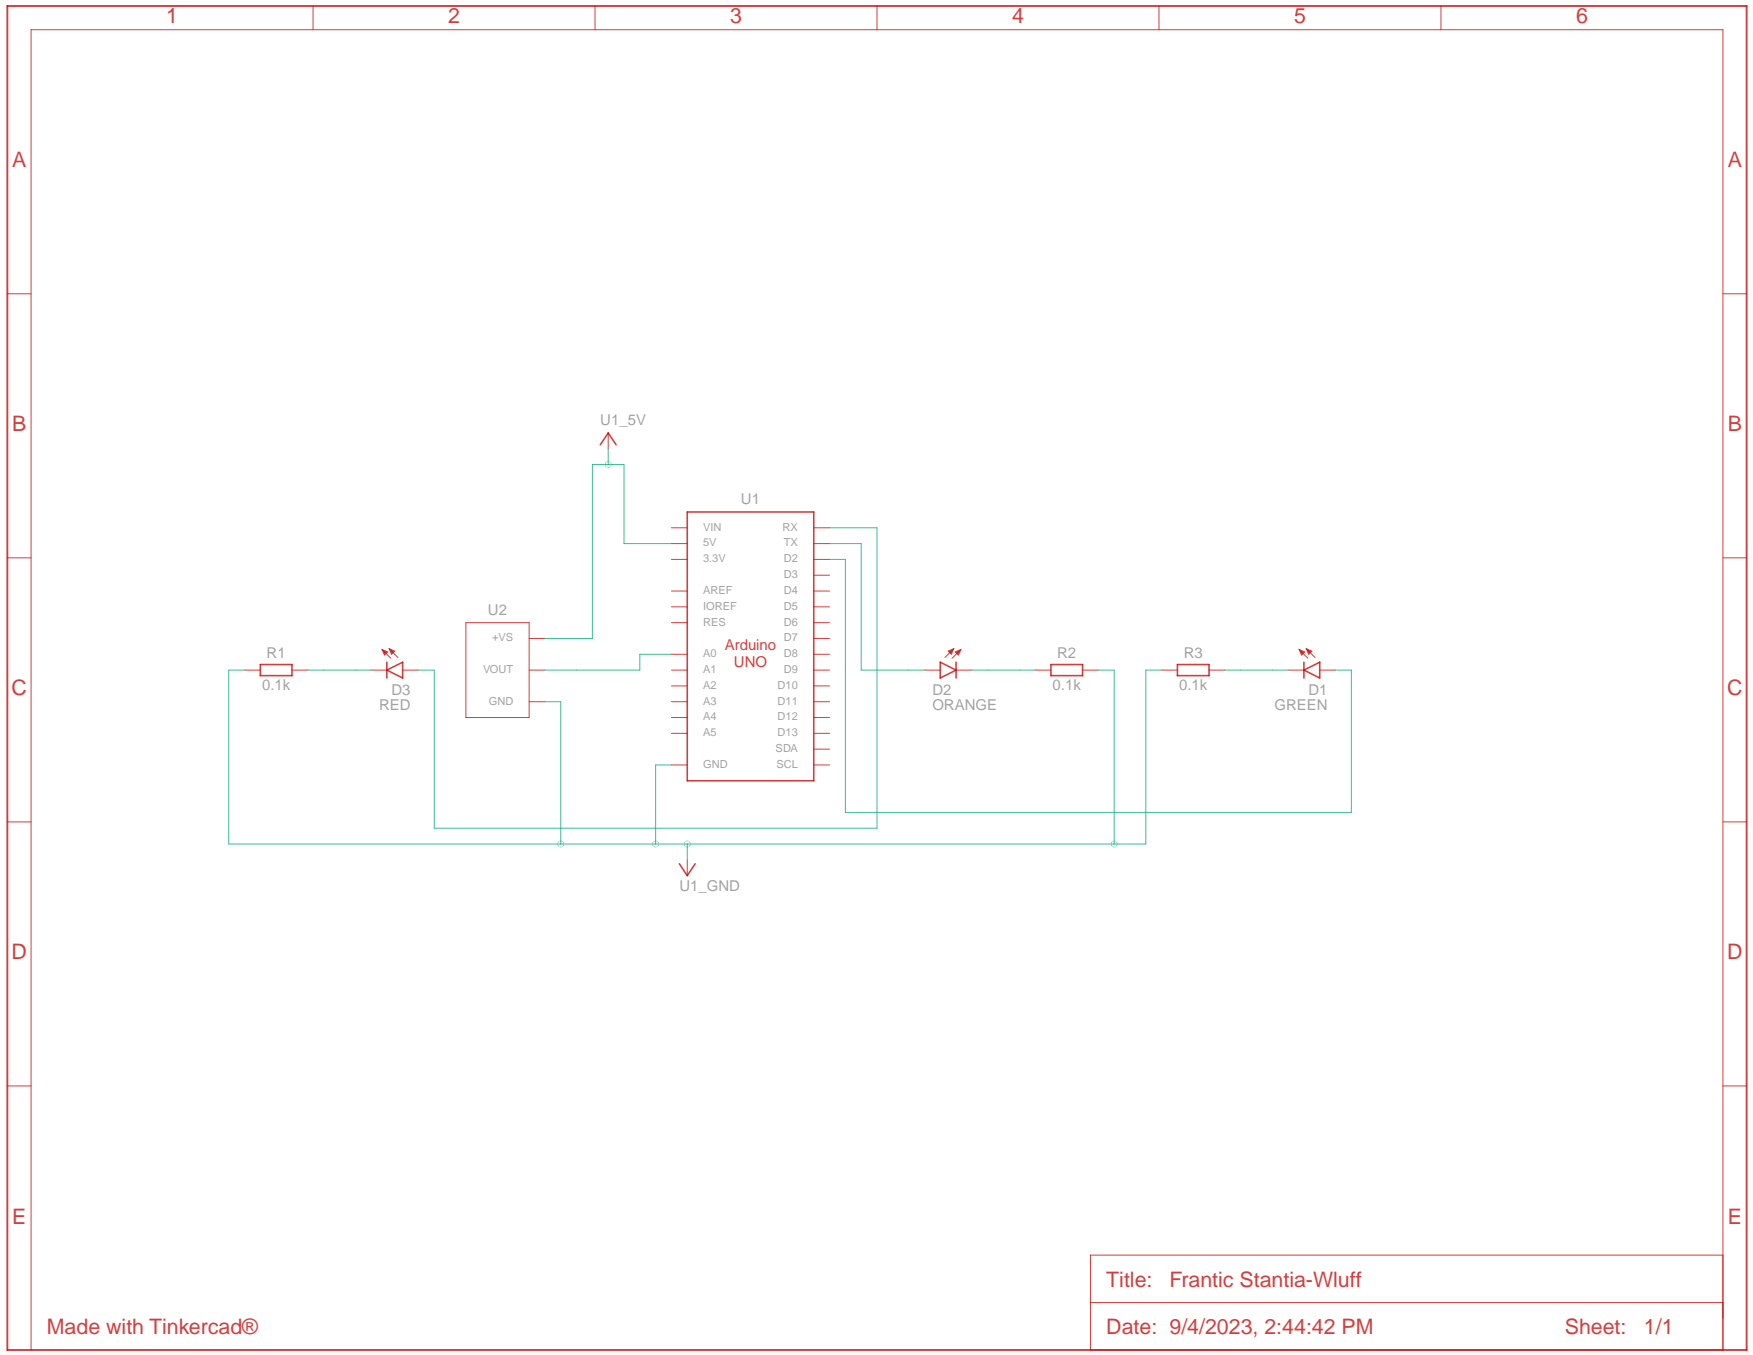 1 2 3 4 5 6
A A
B B
U1_5V
U1
VIN RX
5V TX
3.3V D2
D3
AREF D4
IOREF D5
U2
RES D6
+VS D7
Arduino
UNO
A0 D8
R1 R2 R3
VOUT A1 D9
0.1k 0.1k 0.1k
A2 D10
C C
D3 D2 D1
RED ORANGE GREEN
GND A3 D11
A4 D12
A5 D13
SDA
GND SCL
U1_GND
D D
E E
Title: Frantic Stantia-Wluff
Made with Tinkercad®
Date: 9/4/2023, 2:44:42 PM Sheet: 1/1